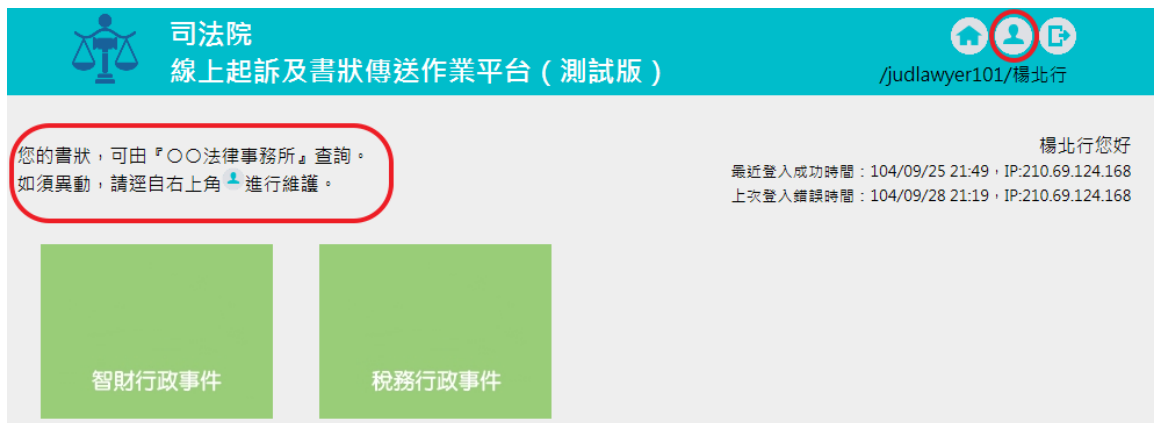 司法院
線上起訴及書狀傳送作業平台（測試版）
/judlawyer101/楊北行
您的書狀，可由『○○法律事務所』查詢。
如須異動，請逕自右上角進行維護。
楊北行您好
最近登入成功時間：104/09/25 21:49，IP:210.69.124.168
上次登入錯誤時間：104/09/28 21:19，IP:210.69.124.168
智財行政事件
稅務行政事件